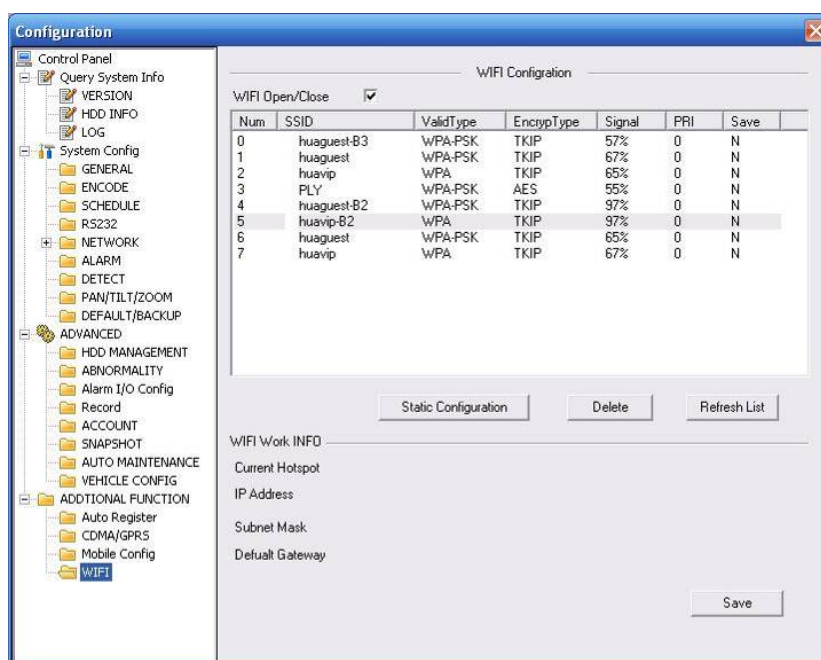 Configuration
Control Panel
Query System Info
VERSION
HDD INFO
LOG
System Config
GENERAL
ENCODE
SCHEDULE
RS232
NETWORK
ALARM
DETECT
PAN/TILT/ZOOM
DEFAULT/BACKUP
ADVANCED
HDD MANAGEMENT
ABNORMALITY
Alarm I/O Config
Record
ACCOUNT
SNAPSHOT
AUTO MAINTENANCE
VEHICLE CONFIG
ADDTIONAL FUNCTION
Auto Register
CDMA/GPRS
Mobile Config
WIFI
WIFI Configration
WIFI Open/Close
Num SSID ValidType EncrypType Signal PRI Save
0 huaguest-B3 WPA-PSK TKIP 57% 0 N
1 huaguest WPA-PSK TKIP 67% 0 N
2 huavip WPA TKIP 65% 0 N
3 PLY WPA-PSK AES 55% 0 N
4 huaguest-B2 WPA-PSK TKIP 97% 0 N
5 huavip-B2 WPA TKIP 97% 0 N
6 huaguest WPA-PSK TKIP 65% 0 N
7 huavip WPA TKIP 67% 0 N
Static Configuration Delete Refresh List
WIFI Work INFO
Current Hotspot
IP Address
Subnet Mask
Defualt Gateway
Save